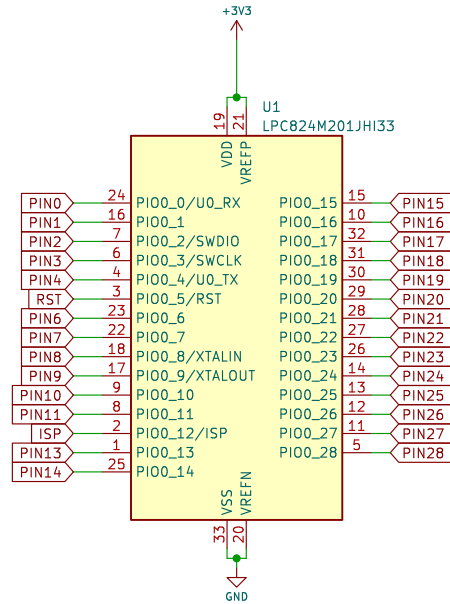 +3V3
U1
LPC824M201JHI33
19 21
VDD VREFP
PIN0 24 PIO0_0/U0_RX PIO0_15 15 PIN15
PIN1 16 PIO0_1 PIO0_16 10 PIN16
PIN2 7 PIO0_2/SWDIO PIO0_17 32 PIN17
PIN3 6 PIO0_3/SWCLK PIO0_18 31 PIN18
PIN4 4 PIO0_4/U0_TX PIO0_19 30 PIN19
RST 3 PIO0_5/RST PIO0_20 29 PIN20
PIN6 23 PIO0_6 PIO0_21 28 PIN21
PIN7 22 PIO0_7 PIO0_22 27 PIN22
PIN8 18 PIO0_8/XTALIN PIO0_23 26 PIN23
PIN9 17 PIO0_9/XTALOUT PIO0_24 14 PIN24
PIN10 9 PIO0_10 PIO0_25 13 PIN25
PIN11 8 PIO0_11 PIO0_26 12 PIN26
ISP 2 PIO0_12/ISP PIO0_27 11 PIN27
PIN13 1 PIO0_13 PIO0_28 5 PIN28
PIN14 25 PIO0_14
VSS VREFN
33 20
GND